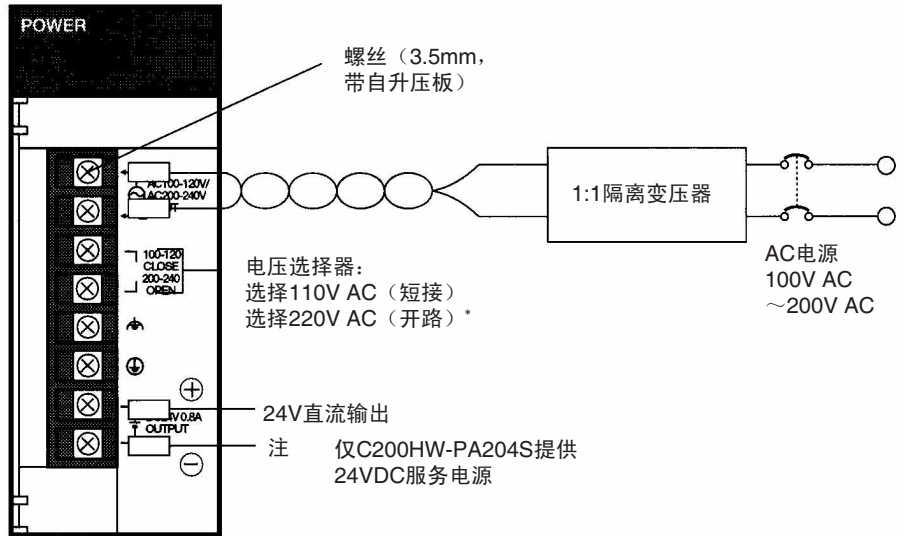 POWER
螺丝（3.5mm，
带自升压板）
AC100-120V/
AC200-240V
1:1隔离变压器
AC电源
100V AC
～200V AC
100-120
CLOSE
200-240
OPEN
电压选择器：
选择110V AC（短接）
选择220V AC（开路）*
24V直流输出
4V 0.8A
OUTPUT
注 仅C200HW-PA204S提供
24VDC服务电源